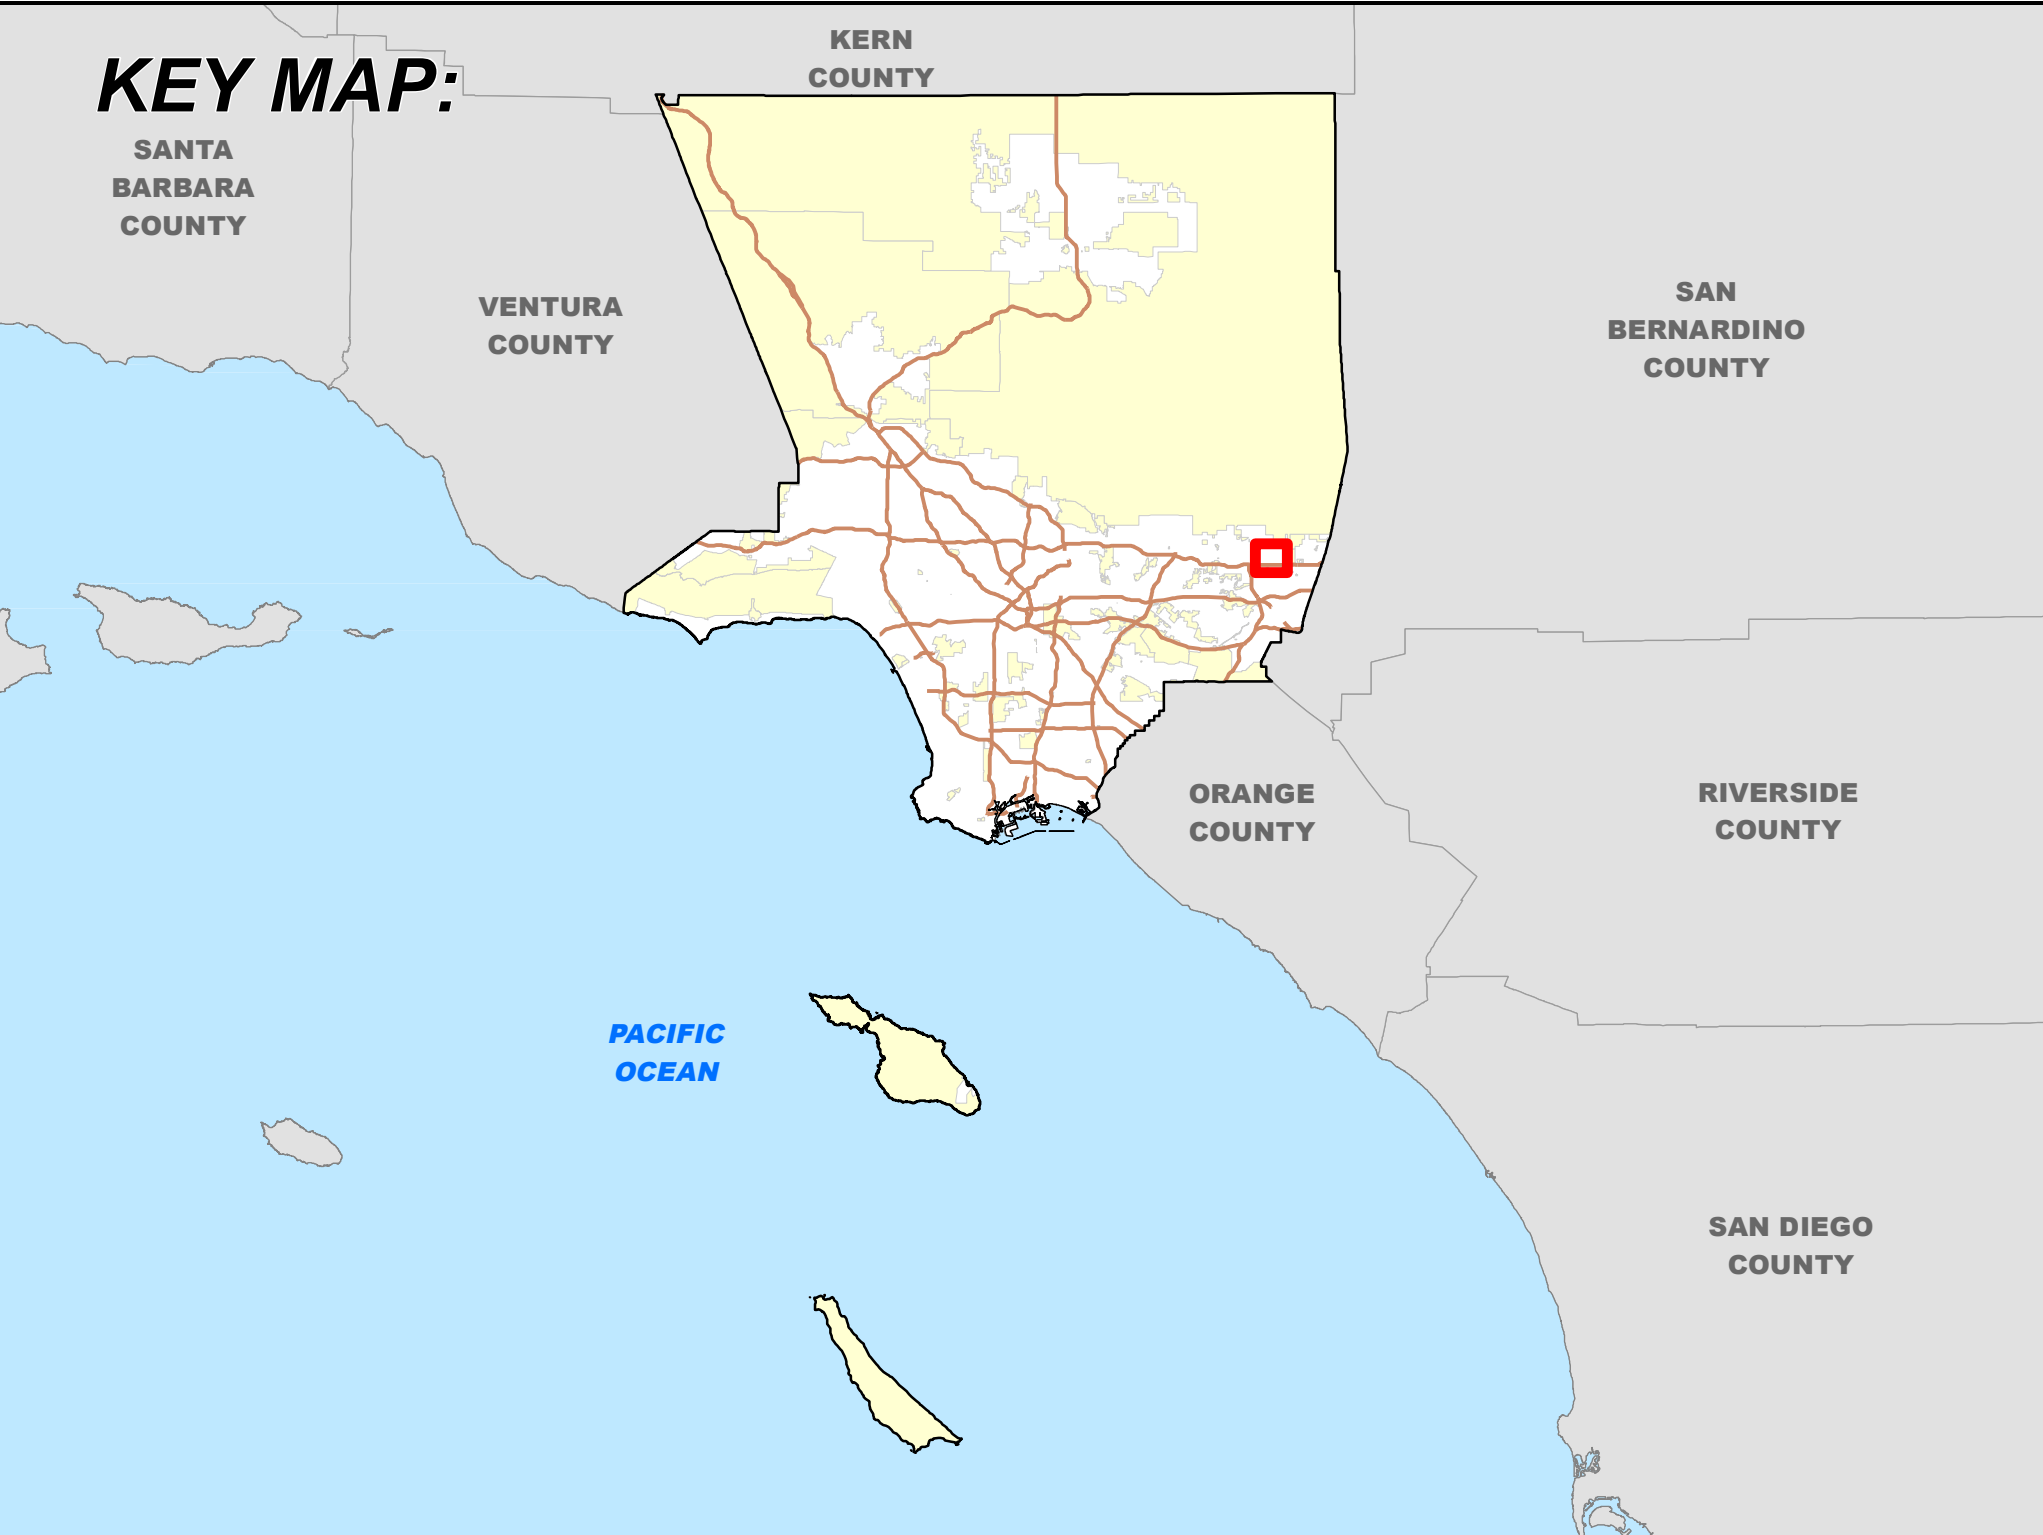 KEY MAP:
KERN
COUNTY
SANTA
BARBARA
COUNTY
VENTURA
COUNTY
SAN
BERNARDINO
COUNTY
ORANGE
COUNTY
RIVERSIDE
COUNTY
PACIFIC
OCEAN
SAN DIEGO
COUNTY